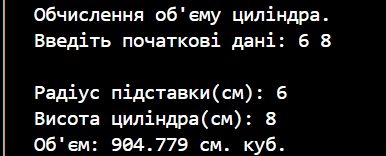 Обчислення об'єму циліндра.
Введіть початкові дані: 6 8
Радіус підставки(см): 6
Висота циліндра(см): 8
Об'єм: 904.779 см. куб.